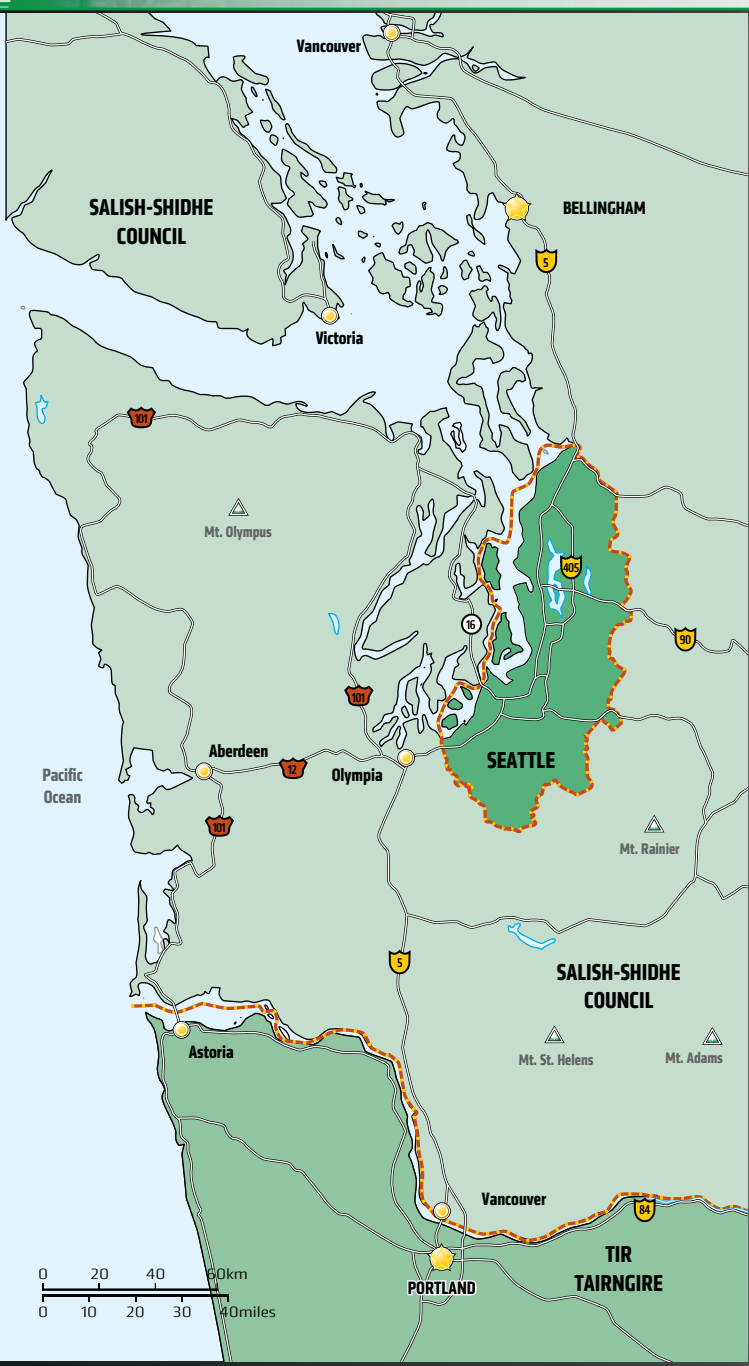 Vancouver
SALISH-SHIDHE
COUNCIL
BELLINGHAM
5
Victoria
101
Mt. Olympus
405
16
90
101
Aberdeen
12
Olympia
SEATTLE
Pacific
Ocean
101
Mt. Rainier
5
SALISH-SHIDHE
COUNCIL
Astoria
Mt. St. Helens
Mt. Adams
Vancouver
84
TIR
TAIRNGIRE
PORTLAND
0 20 40 60km
0 10 20 30 40miles